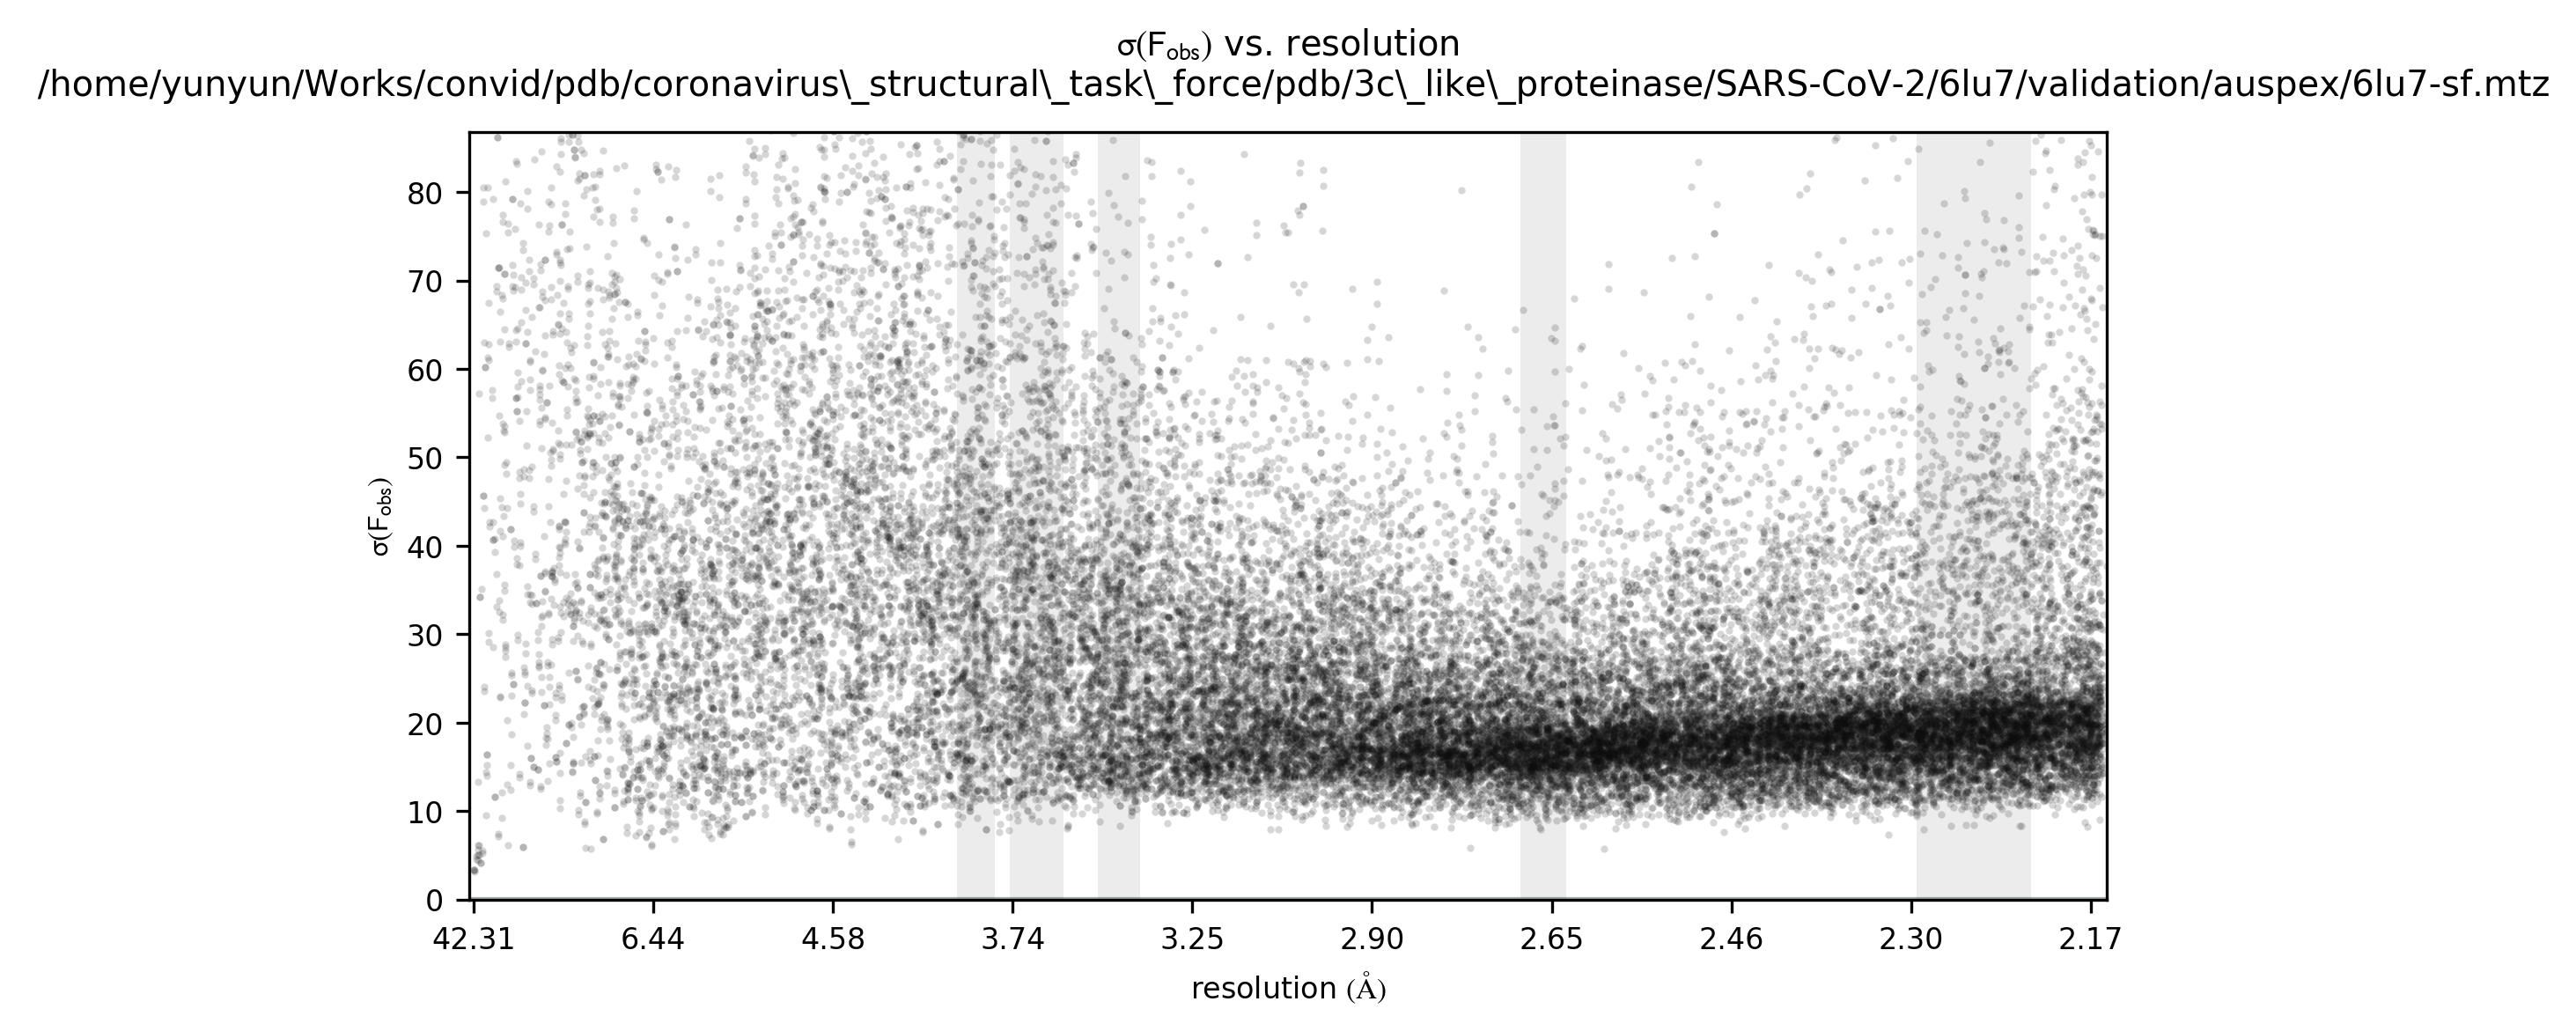 σ(Fobs) vs. resolution
/home/yunyun/Works/convid/pdb/coronavirus\_structural\_task\_force/pdb/3c\_like\_proteinase/SARS-CoV-2/6lu7/validation/auspex/6lu7-sf.mtz
80
70
60
50
40
30
20
10
0
σ(Fobs)
42.31 6.44 4.58 3.74 3.25 2.90 2.65 2.46 2.30 2.17
resolution (Å)